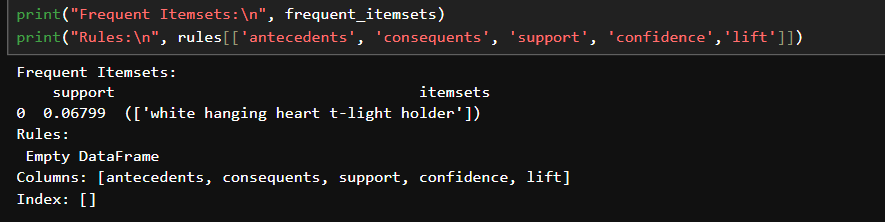 print("Frequent Itemsets:\n", frequent_itemsets)
print("Rules:\n", rules[['antecedents', 'consequents', 'support', 'confidence','lift']])
Frequent Itemsets:
support itemsets
0 0.06799 (['white hanging heart t-light holder'])
Rules:
Empty DataFrame
Columns: [antecedents, consequents, support, confidence, lift]
Index: []